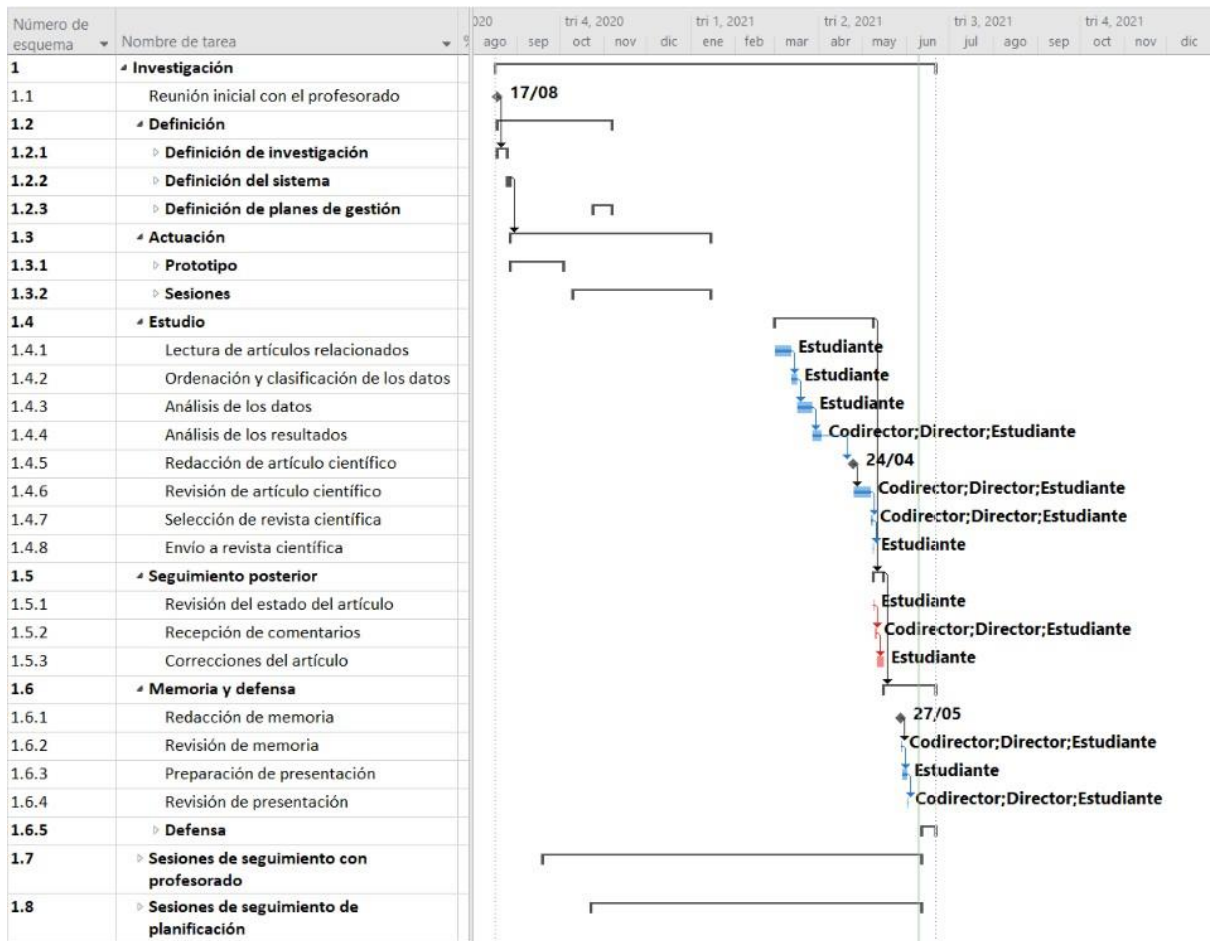 Número de esquema Nombre de tarea
020 tri 4, 2020 tri 1, 2021 tri 2, 2021 tri 3, 2021 tri 4, 2021
ago sep oct nov dic ene feb mar abr may jun jul ago sep oct nov dic
1 Investigación
1.1 Reunión inicial con el profesorado 17/08
1.2 Definición
1.2.1 Definición de investigación
1.2.2 Definición del sistema
1.2.3 Definición de planes de gestión
1.3 Actuación
1.3.1 Prototipo
1.3.2 Sesiones
1.4 Estudio
1.4.1 Lectura de artículos relacionados Estudiante
1.4.2 Ordenación y clasificación de los datos Estudiante
1.4.3 Análisis de los datos Estudiante
1.4.4 Análisis de los resultados Codirector;Director;Estudiante
1.4.5 Redacción de artículo científico 24/04
1.4.6 Revisión de artículo científico Codirector;Director;Estudiante
1.4.7 Selección de revista científica Codirector;Director;Estudiante
1.4.8 Envío a revista científica Estudiante
1.5 Seguimiento posterior
1.5.1 Revisión del estado del artículo Estudiante
1.5.2 Recepción de comentarios Codirector;Director;Estudiante
1.5.3 Correcciones del artículo Estudiante
1.6 Memoria y defensa
1.6.1 Redacción de memoria 27/05
1.6.2 Revisión de memoria Codirector;Director;Estudiante
1.6.3 Preparación de presentación Estudiante
1.6.4 Revisión de presentación Codirector;Director;Estudiante
1.6.5 Defensa
1.7 Sesiones de seguimiento con
profesorado
1.8 Sesiones de seguimiento de
planificación